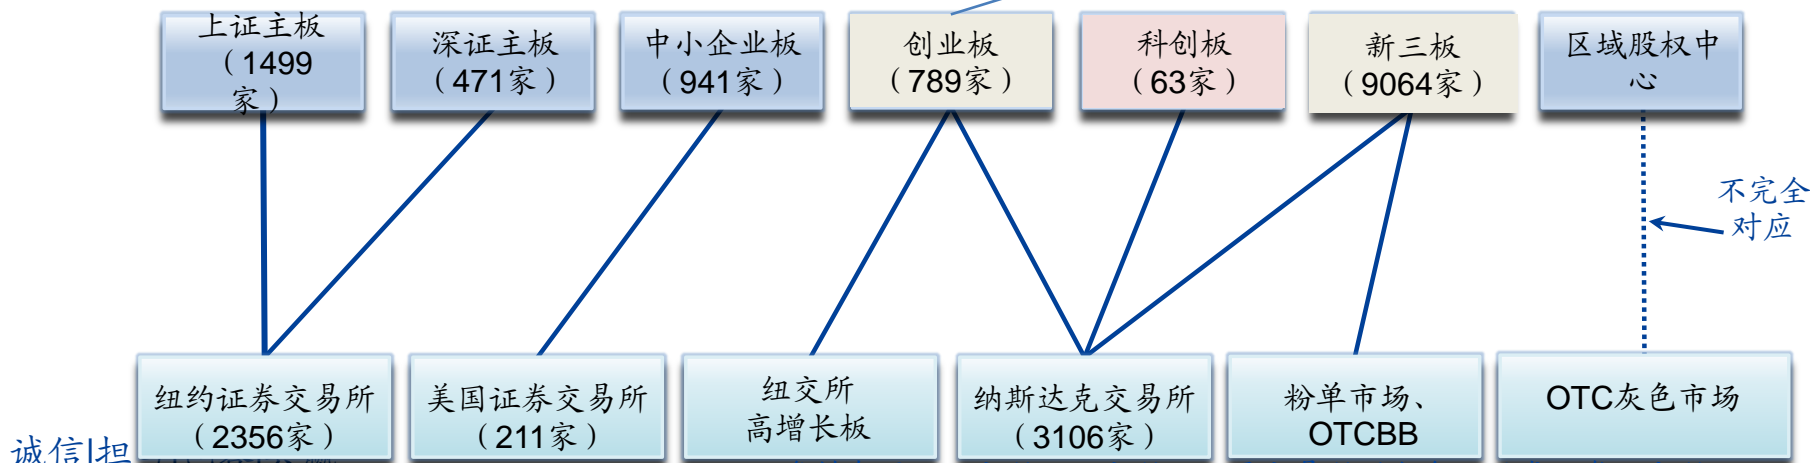 上证主板
（1499
家）
深证主板
（471家）
中小企业板
（941家）
创业板
（789家）
科创板
（63家）
新三板
（9064家）
区域股权中
心
不完全
对应
纽约证券交易所
（2356家）
美国证券交易所
（211家）
纽交所
高增长板
纳斯达克交易所
（3106家）
粉单市场、
OTCBB
OTC灰色市场
诚信|担